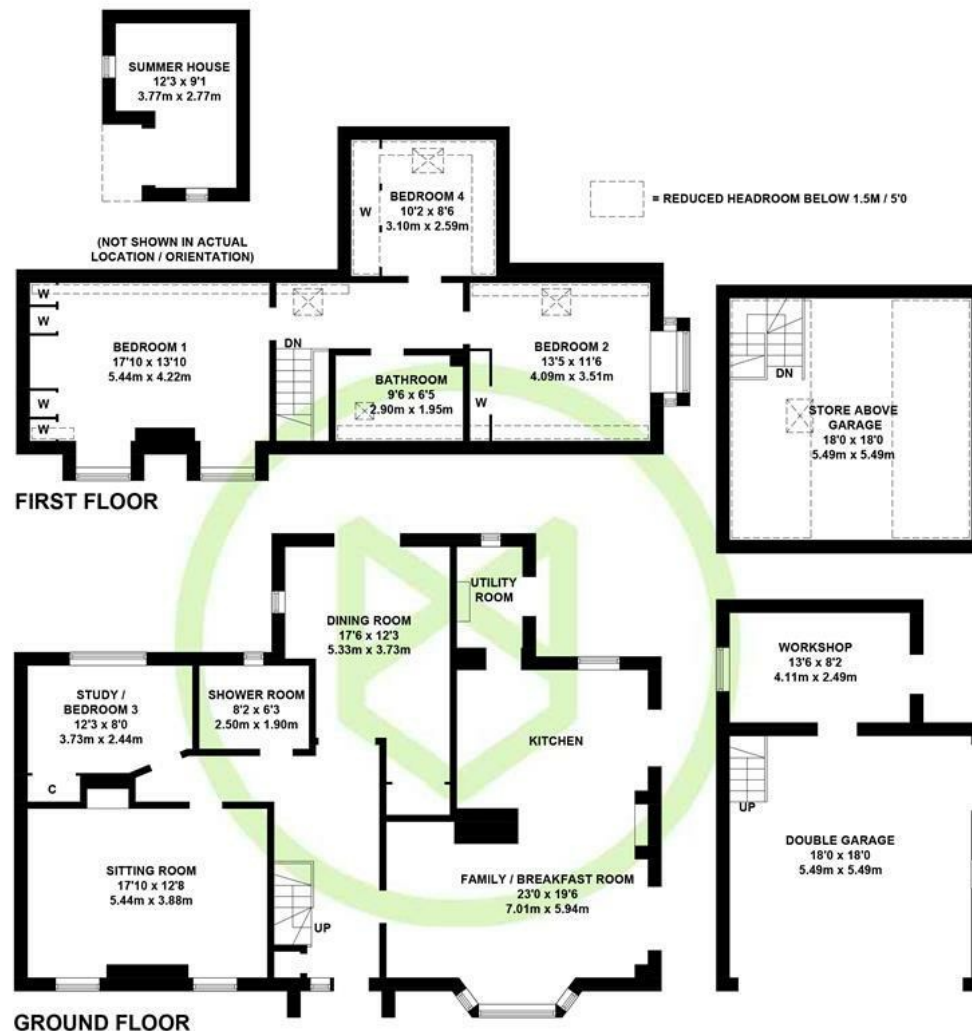 SUMMER HOUSE
12'3 x 9'1
3.77m x 2.77m
(NOT SHOWN IN ACTUAL
LOCATION / ORIENTATION)
BEDROOM 4
10'2 x 8'6
3.10m x 2.59m
W
= REDUCED HEADROOM BELOW 1.5M / 5'0
W
W
W
W
BEDROOM 1
17'10 x 13'10
5.44m x 4.22m
DN
BATHROOM
9'6 x 6'5
2.90m x 1.95m
BEDROOM 2
13'5 x 11'6
4.09m x 3.51m
W
DN
STORE ABOVE
GARAGE
18'0 x 18'0
5.49m x 5.49m
FIRST FLOOR
UTILITY
ROOM
DINING ROOM
17'6 x 12'3
5.33m x 3.73m
STUDY /
BEDROOM 3
12'3 x 8'0
3.73m x 2.44m
C
SHOWER ROOM
8'2 x 6'3
2.50m x 1.90m
KITCHEN
WORKSHOP
13'6 x 8'2
4.11m x 2.49m
UP
DOUBLE GARAGE
18'0 x 18'0
5.49m x 5.49m
SITTING ROOM
17'10 x 12'8
5.44m x 3.88m
UP
FAMILY / BREAKFAST ROOM
23'0 x 19'6
7.01m x 5.94m
GROUND FLOOR